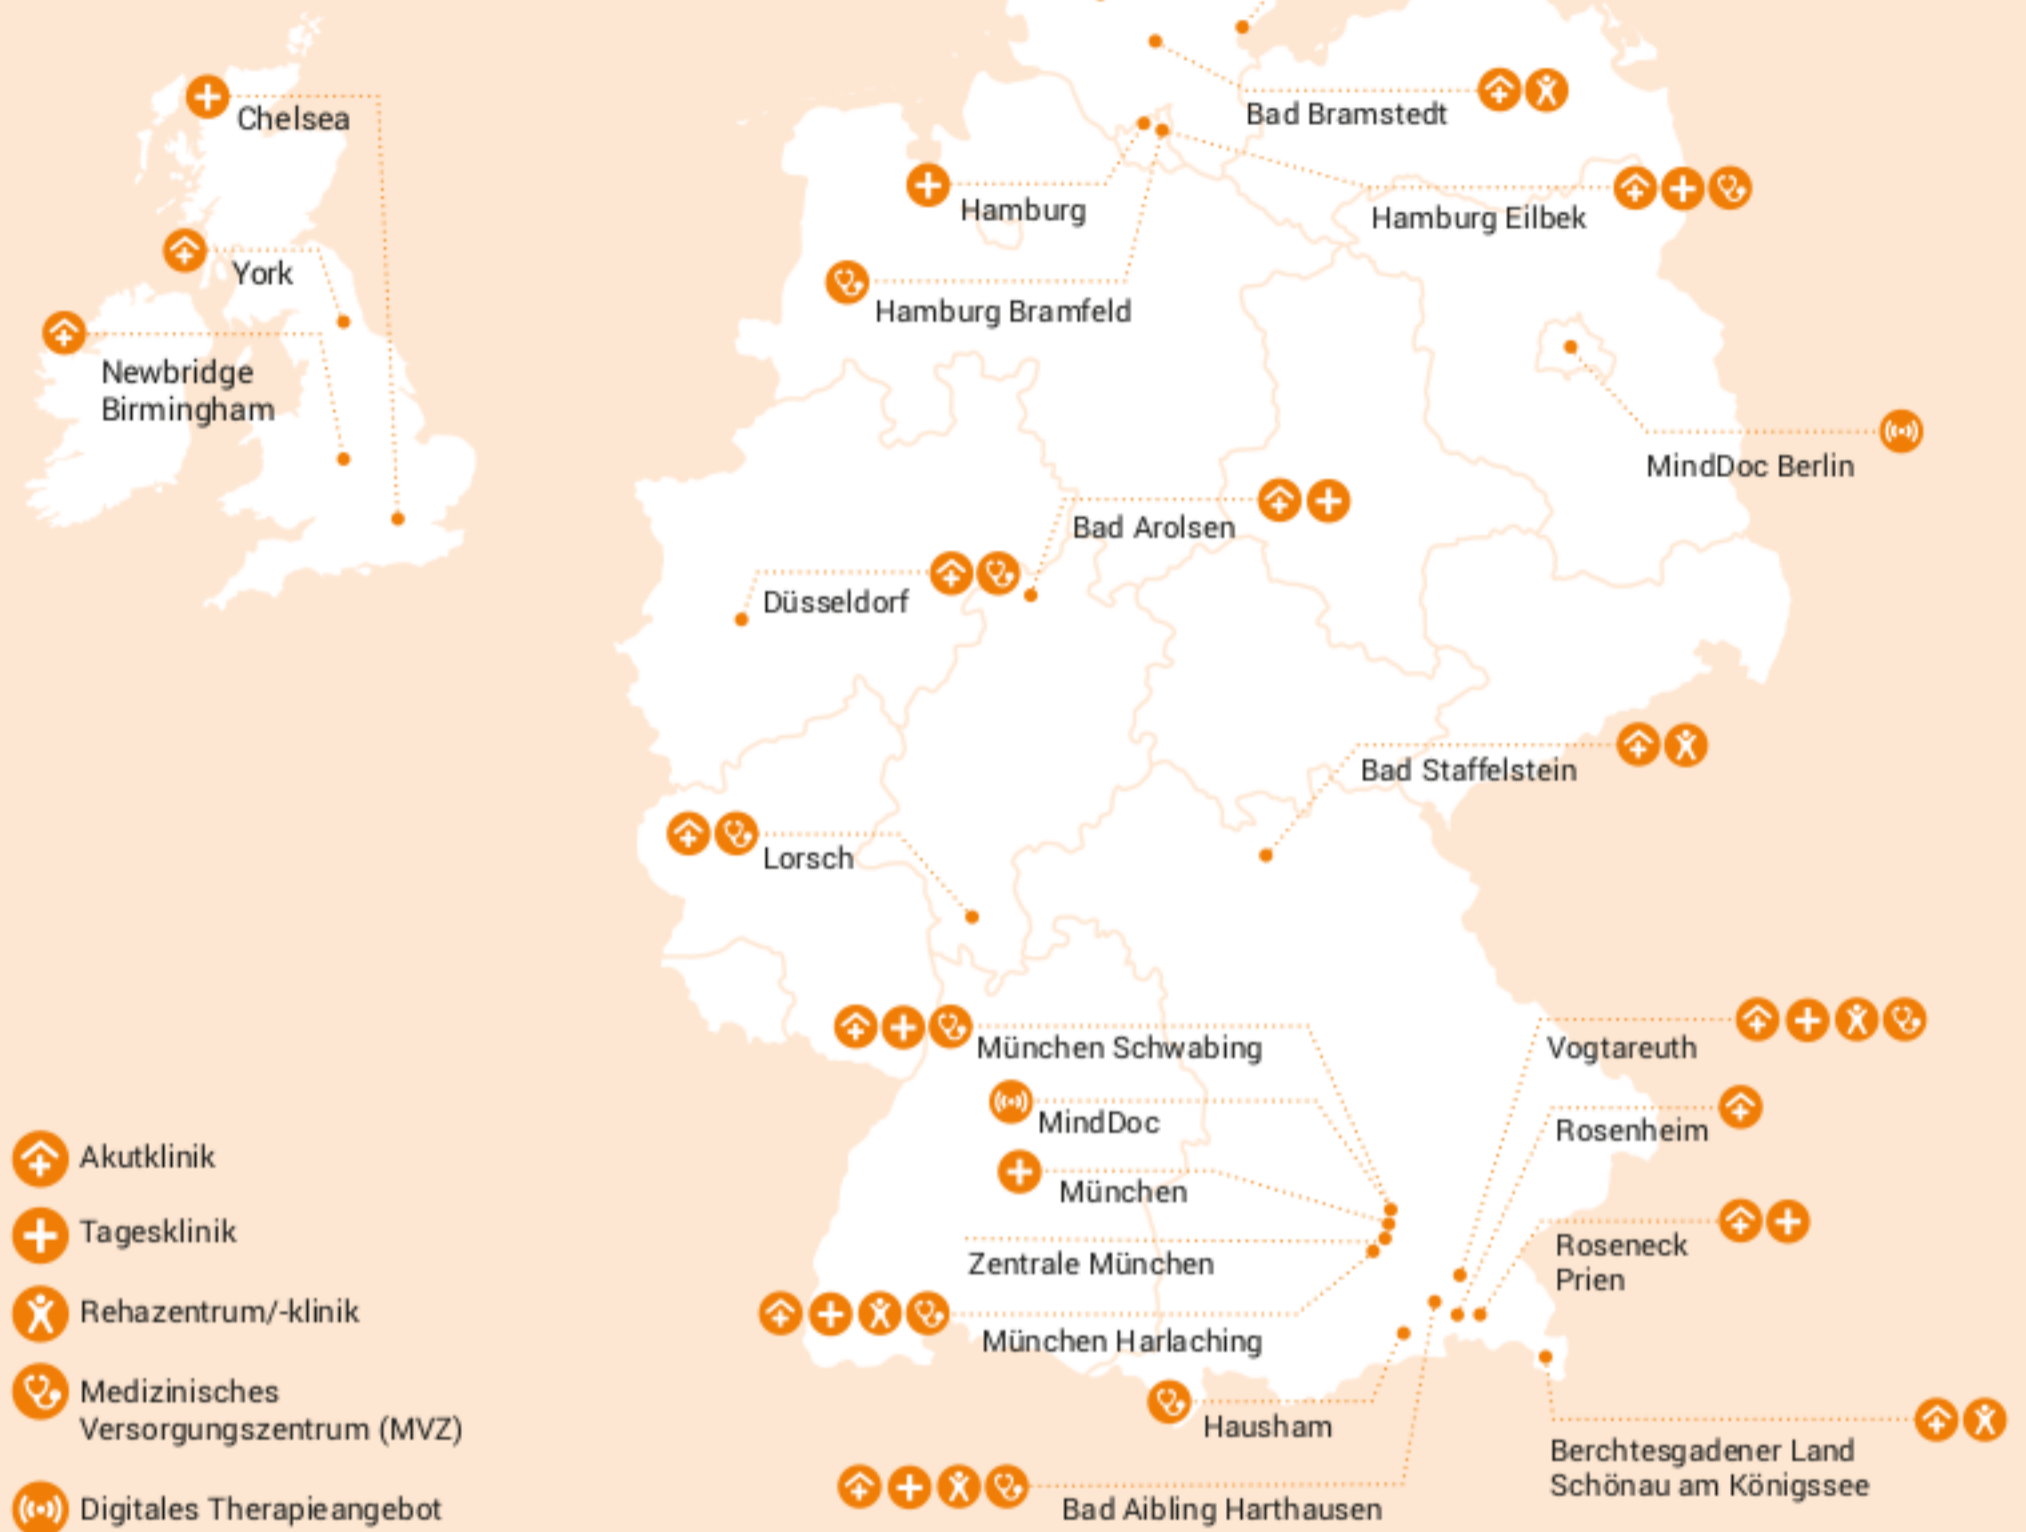 Chelsea
York
Newbridge
Birmingham
Bad Bramstedt
Hamburg
Hamburg Eilbek
Hamburg Bramfeld
MindDoc Berlin
Bad Arolsen
Düsseldorf
Bad Staffelstein
Lorsch
München Schwabing
MindDoc
München
Zentrale München
München Harlaching
Hausham
Bad Aibling Harthausen
Vogtareuth
Rosenheim
Roseneck
Prien
Berchtesgadener Land
Schönau am Königssee
Akutklinik
Tagesklinik
Rehazentrum/-klinik
Medizinisches
Versorgungszentrum (MVZ)
Digitales Therapieangebot